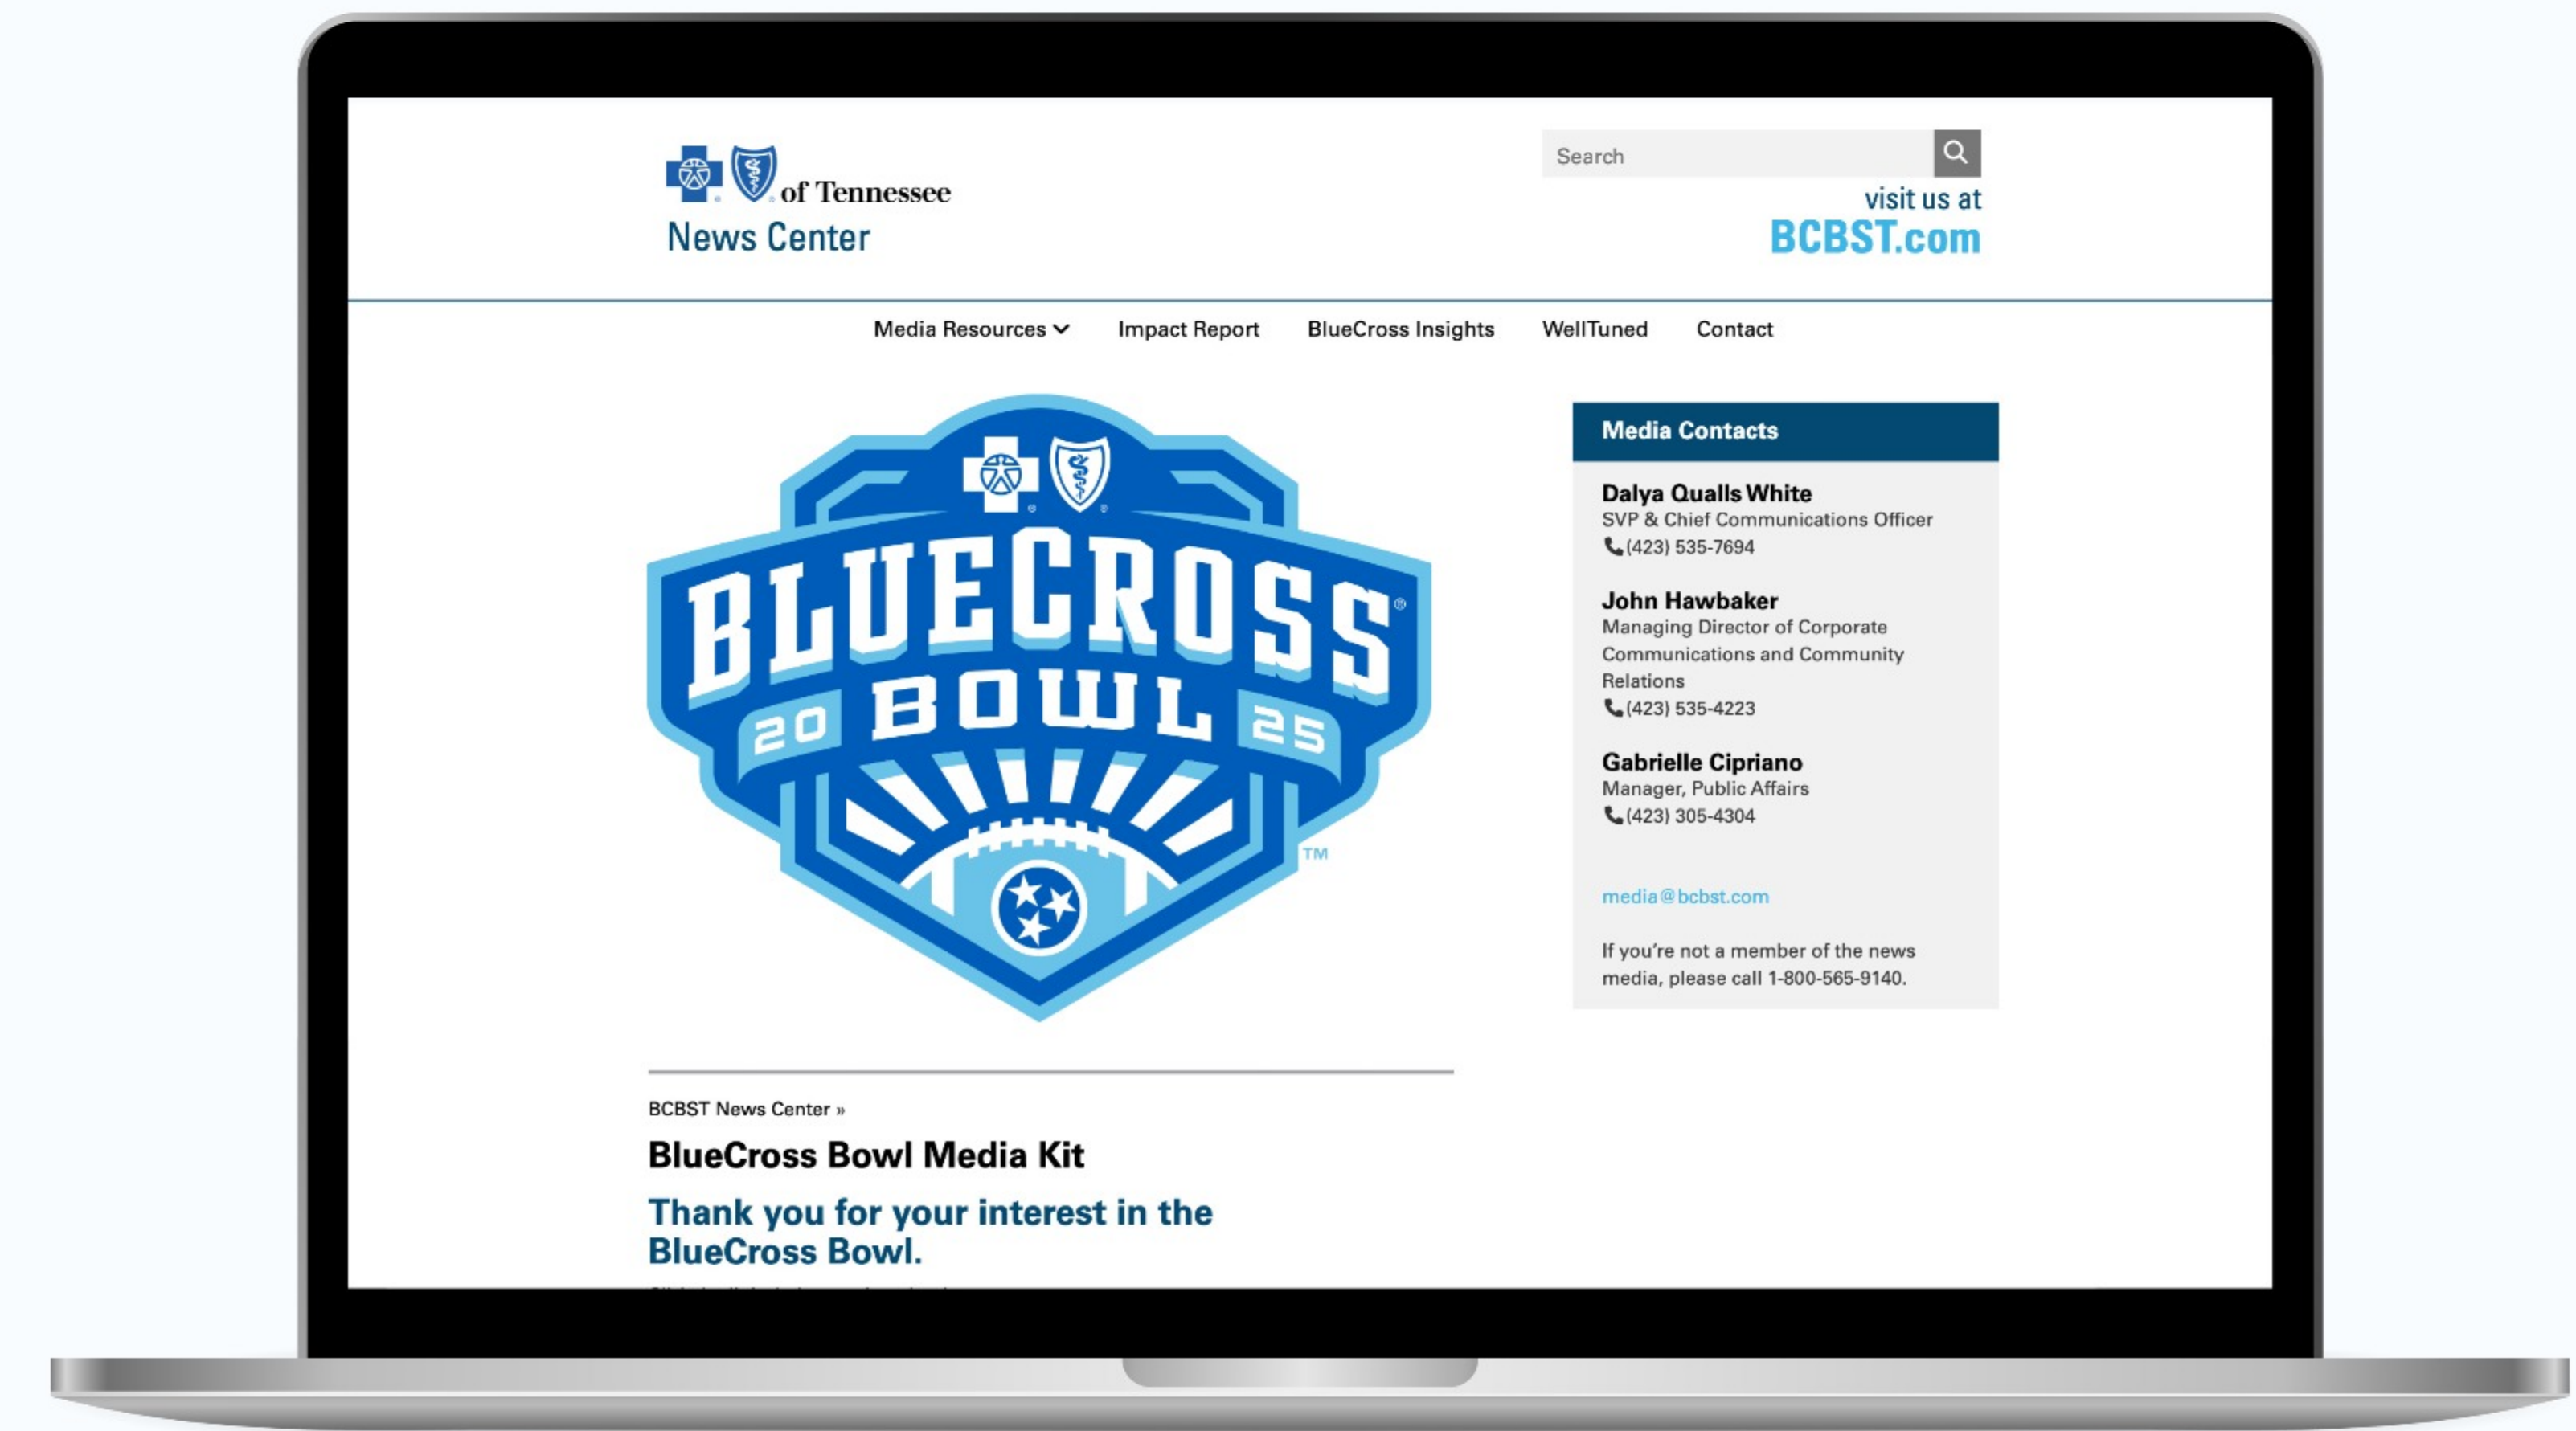 of Tennessee
News Center
Search
visit us at
BCBST.com
Media Resources
Impact Report
BlueCross Insights
WellTuned
Contact
BLUECROSS®
20 BOWL 25
TM
Media Contacts
Dalya Qualls White
SVP & Chief Communications Officer
(423) 535-7694
John Hawbaker
Managing Director of Corporate
Communications and Community
Relations
(423) 535-4223
Gabrielle Cipriano
Manager, Public Affairs
(423) 305-4304
media@bcbst.com
If you're not a member of the news
media, please call 1-800-565-9140.
BCBST News Center »
BlueCross Bowl Media Kit
Thank you for your interest in the
BlueCross Bowl.